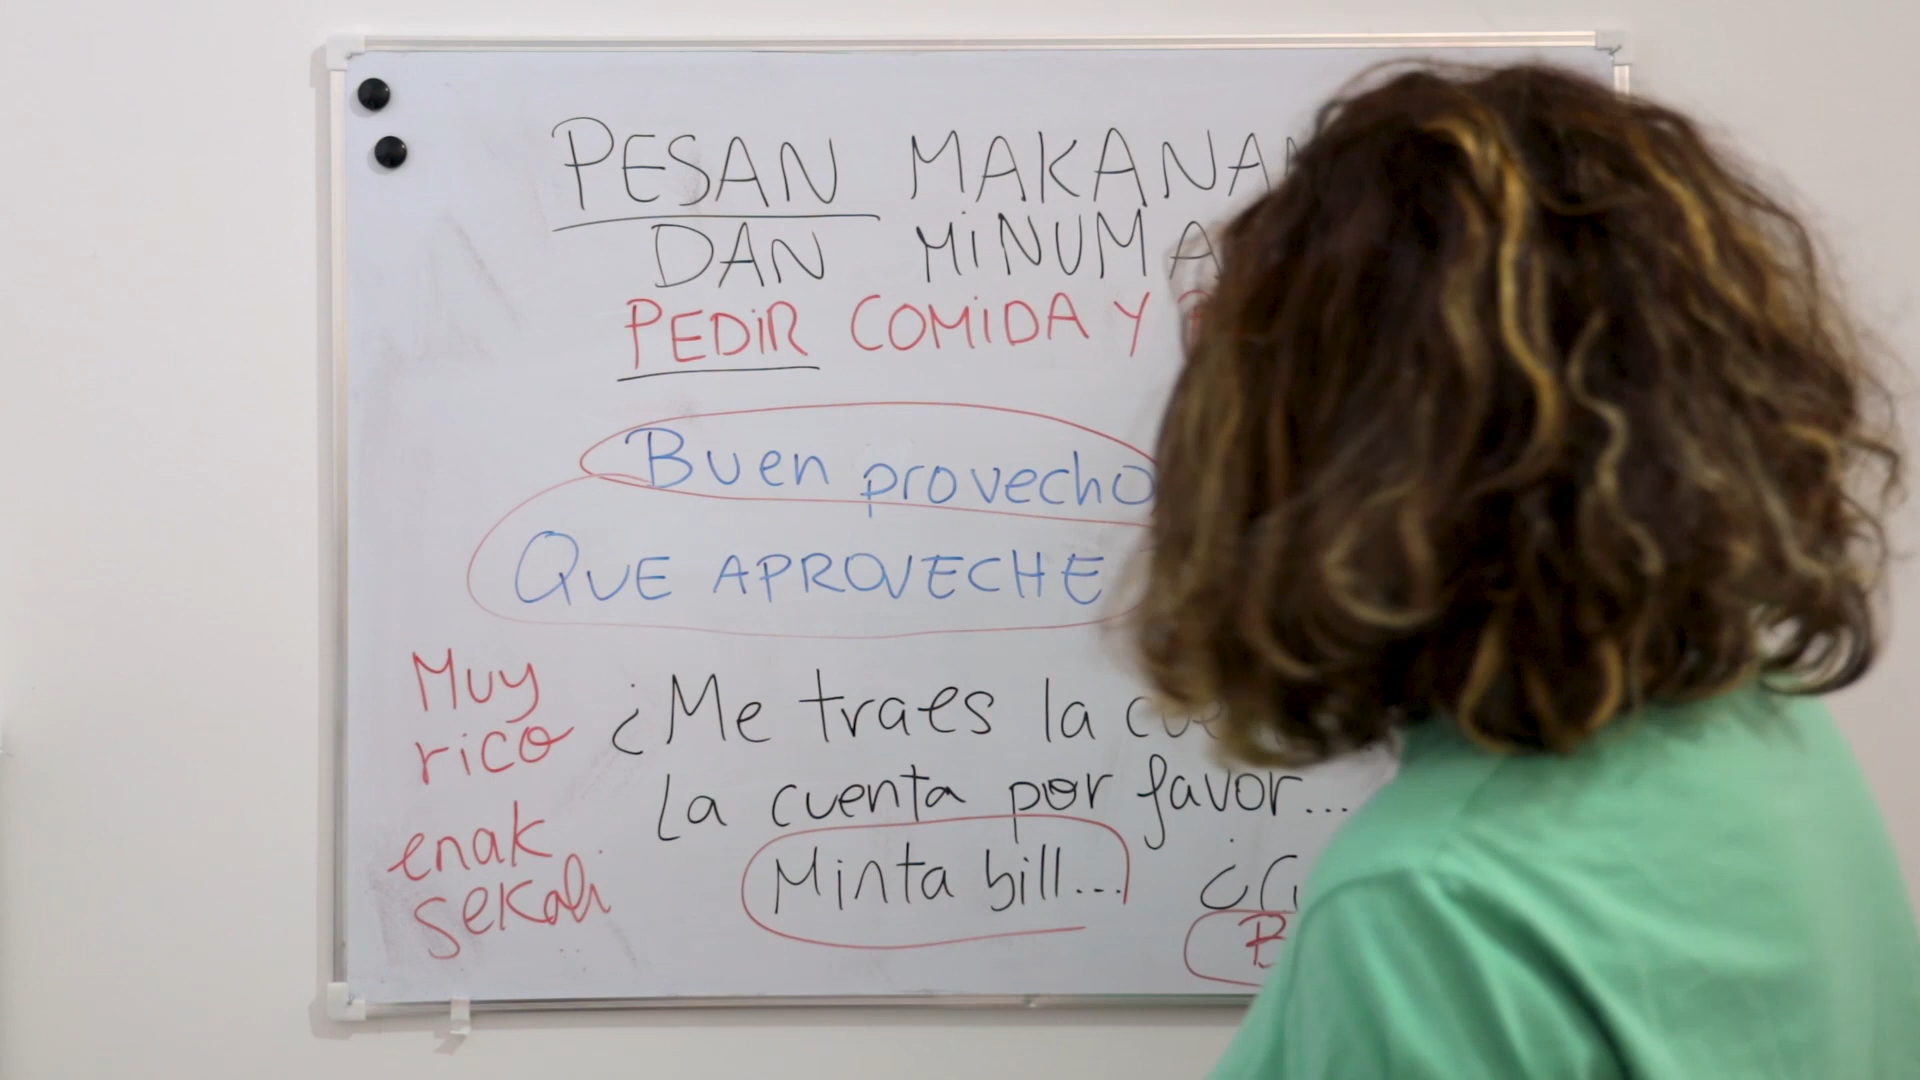 PESAN MAKANAN
DAN MINUMA
PEDIR COMIDA Y
Buen provecho
QUE APROVECHE
Muy
rico
¿Me traes la cue
La cuenta por favor...
enak
sekali
Minta bill...